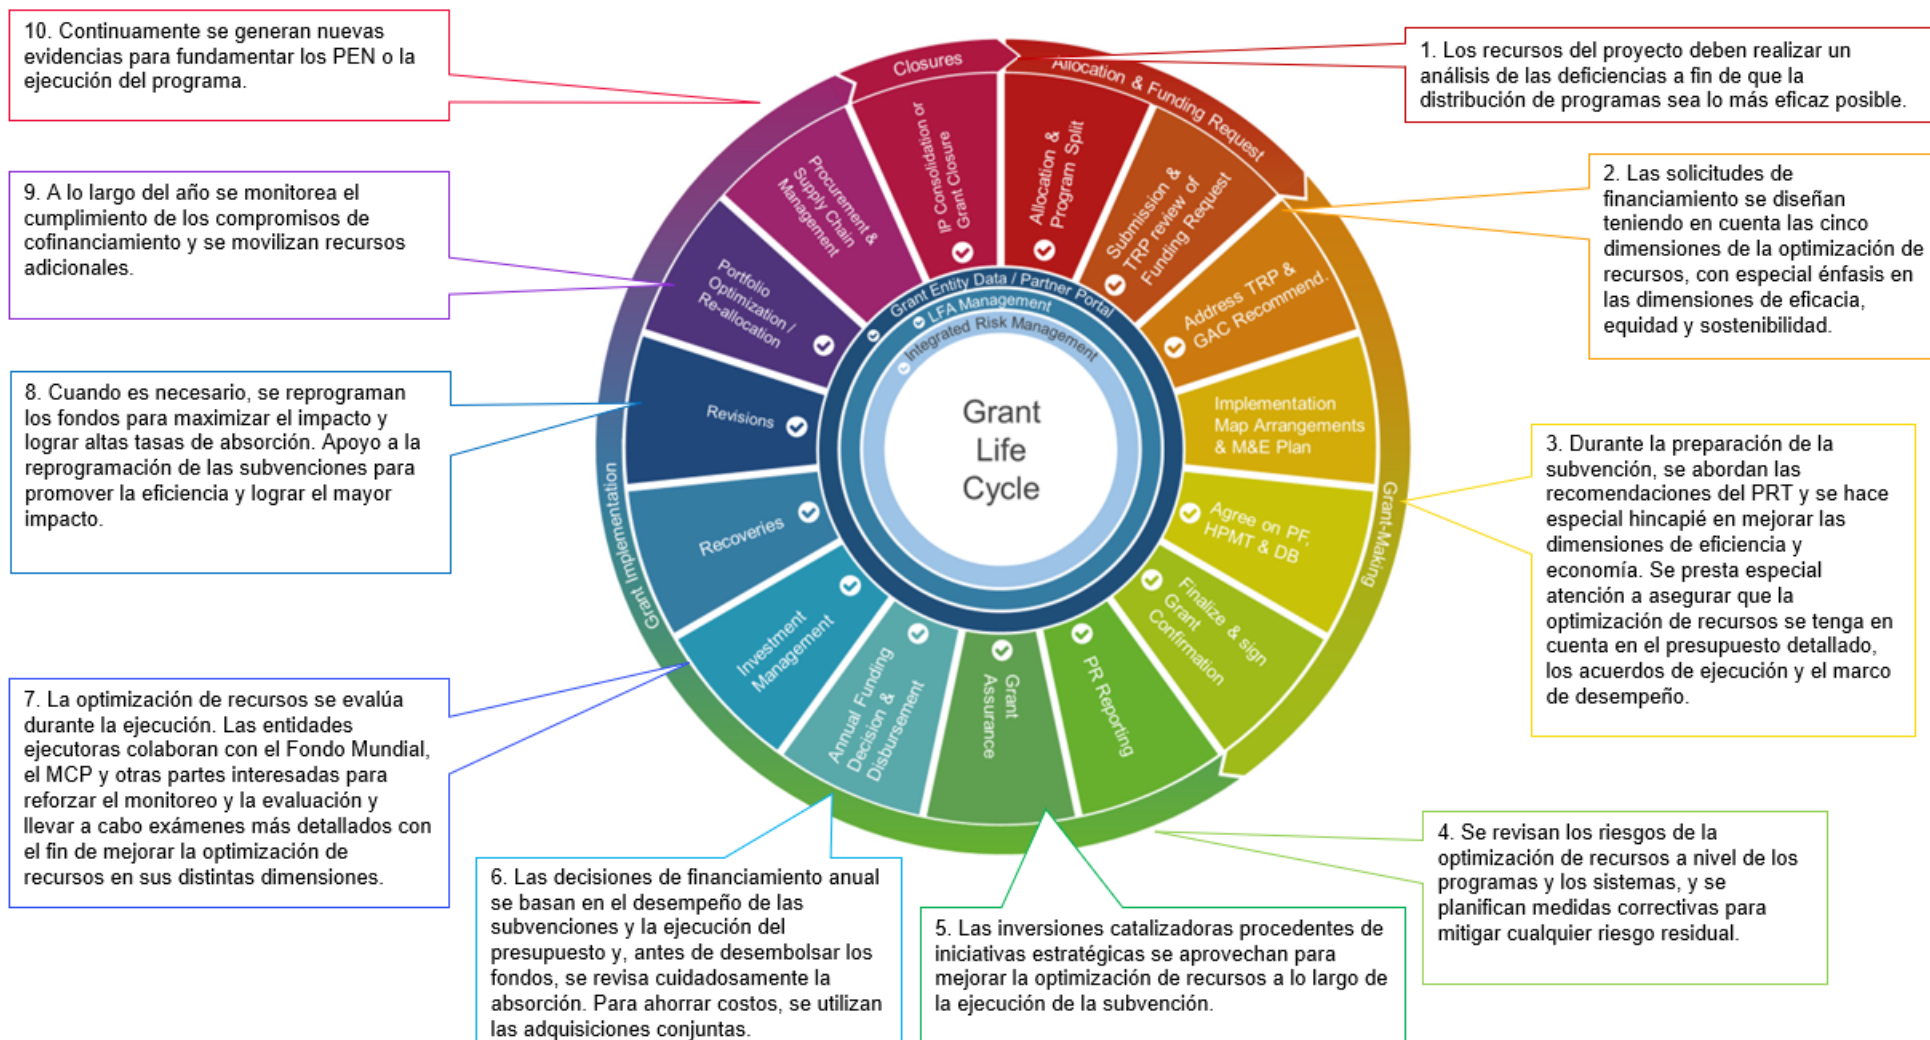 10. Continuamente se generan nuevas
evidencias para fundamentar los PEN o la
ejecución del programa.
9. A lo largo del año se monitorea el
cumplimiento de los compromisos de
cofinanciamiento y se movilizan recursos
adicionales.
8. Cuando es necesario, se reprograman
los fondos para maximizar el impacto y
lograr altas tasas de absorción. Apoyo a la
reprogramación de las subvenciones para
promover la eficiencia y lograr el mayor
impacto.
7. La optimización de recursos se evalúa
durante la ejecución. Las entidades
ejecutoras colaboran con el Fondo Mundial,
el MCP y otras partes interesadas para
reforzar el monitoreo y la evaluación y
llevar a cabo exámenes más detallados con
el fin de mejorar la optimización de
recursos en sus distintas dimensiones.
6. Las decisiones de financiamiento anual
se basan en el desempeño de las
subvenciones y la ejecución del
presupuesto y, antes de desembolsar los
fondos, se revisa cuidadosamente la
absorción. Para ahorrar costos, se utilizan
las adquisiciones conjuntas.
5. Las inversiones catalizadoras procedentes de
iniciativas estratégicas se aprovechan para
mejorar la optimización de recursos a lo largo de
la ejecución de la subvención.
1. Los recursos del proyecto deben realizar un
análisis de las deficiencias a fin de que la
distribución de programas sea lo más eficaz posible.
2. Las solicitudes de
financiamiento se diseñan
teniendo en cuenta las cinco
dimensiones de la optimización de
recursos, con especial énfasis en
las dimensiones de eficacia,
equidad y sostenibilidad.
3. Durante la preparación de la
subvención, se abordan las
recomendaciones del PRT y se hace
especial hincapié en mejorar las
dimensiones de eficiencia y
economía. Se presta especial
atención a asegurar que la
optimización de recursos se tenga en
cuenta en el presupuesto detallado,
los acuerdos de ejecución y el marco
de desempeño.
4. Se revisan los riesgos de la
optimización de recursos a nivel de los
programas y los sistemas, y se
planifican medidas correctivas para
mitigar cualquier riesgo residual.
Closures
Allocation & Funding Request
Grant-Making
Grant Implementation
IP Consolidation or
Grant Closure
Allocation &
Program Split
Submission &
TRP review of
Funding Request
Address TRP &
GAC Recommend.
Implementation
Map Arrangements
& M&E Plan
Agree on PF,
HPMT & DB
Finalize & sign
Grant
Confirmation
PR Reporting
Grant
Assurance
Annual Funding
Decision &
Disbursement
Investment
Management
Recoveries
Revisions
Portfolio
Optimization /
Re-allocation
Procurement &
Supply Chain
Management
Grant Entity Data / Partner Portal
LFA Management
Integrated Risk Management
Grant
Life
Cycle